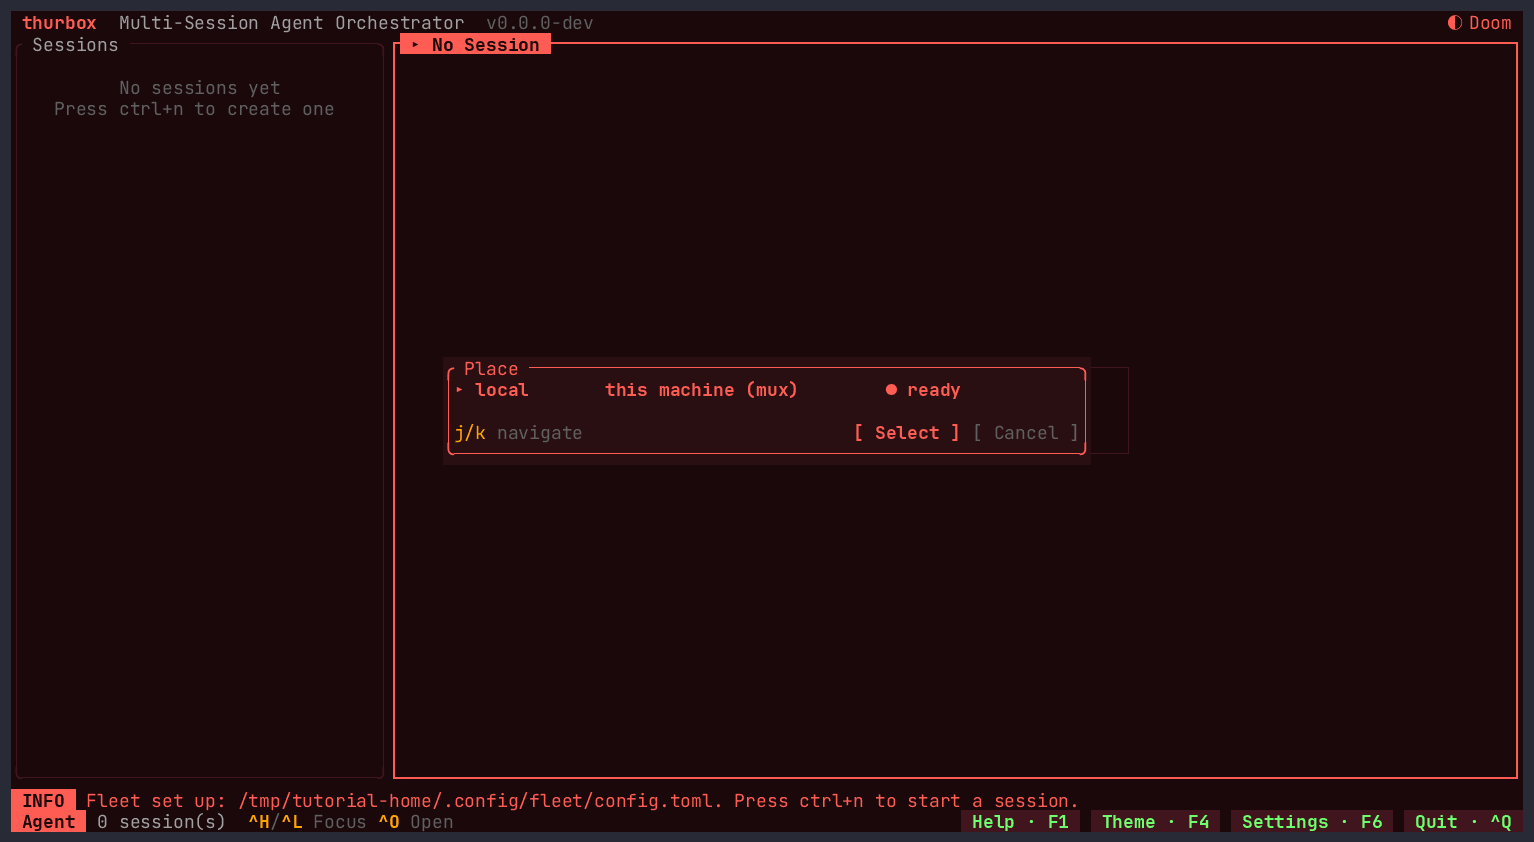 thurbox Multi-Session Agent Orchestrator v0.0.0-dev ◐ Doom
Sessions
▸ No Session
No sessions yet
Press ctrl+n to create one
Place
▸ local this machine (mux) ● ready
j/k navigate [ Select ] [ Cancel ]
INFO Fleet set up: /tmp/tutorial-home/.config/fleet/config.toml. Press ctrl+n to start a session.
Agent 0 session(s) ^H/^L Focus ^O Open Help · F1 Theme · F4 Settings · F6 Quit · ^Q